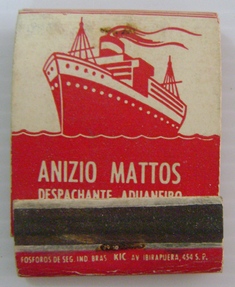 ANIZIO MATTOS
DESPACHANTE ADUANEIRO
FOSFOROS DE SEG. IND. BRAS KIC AV IBIRAPUERA, 454 S.P.